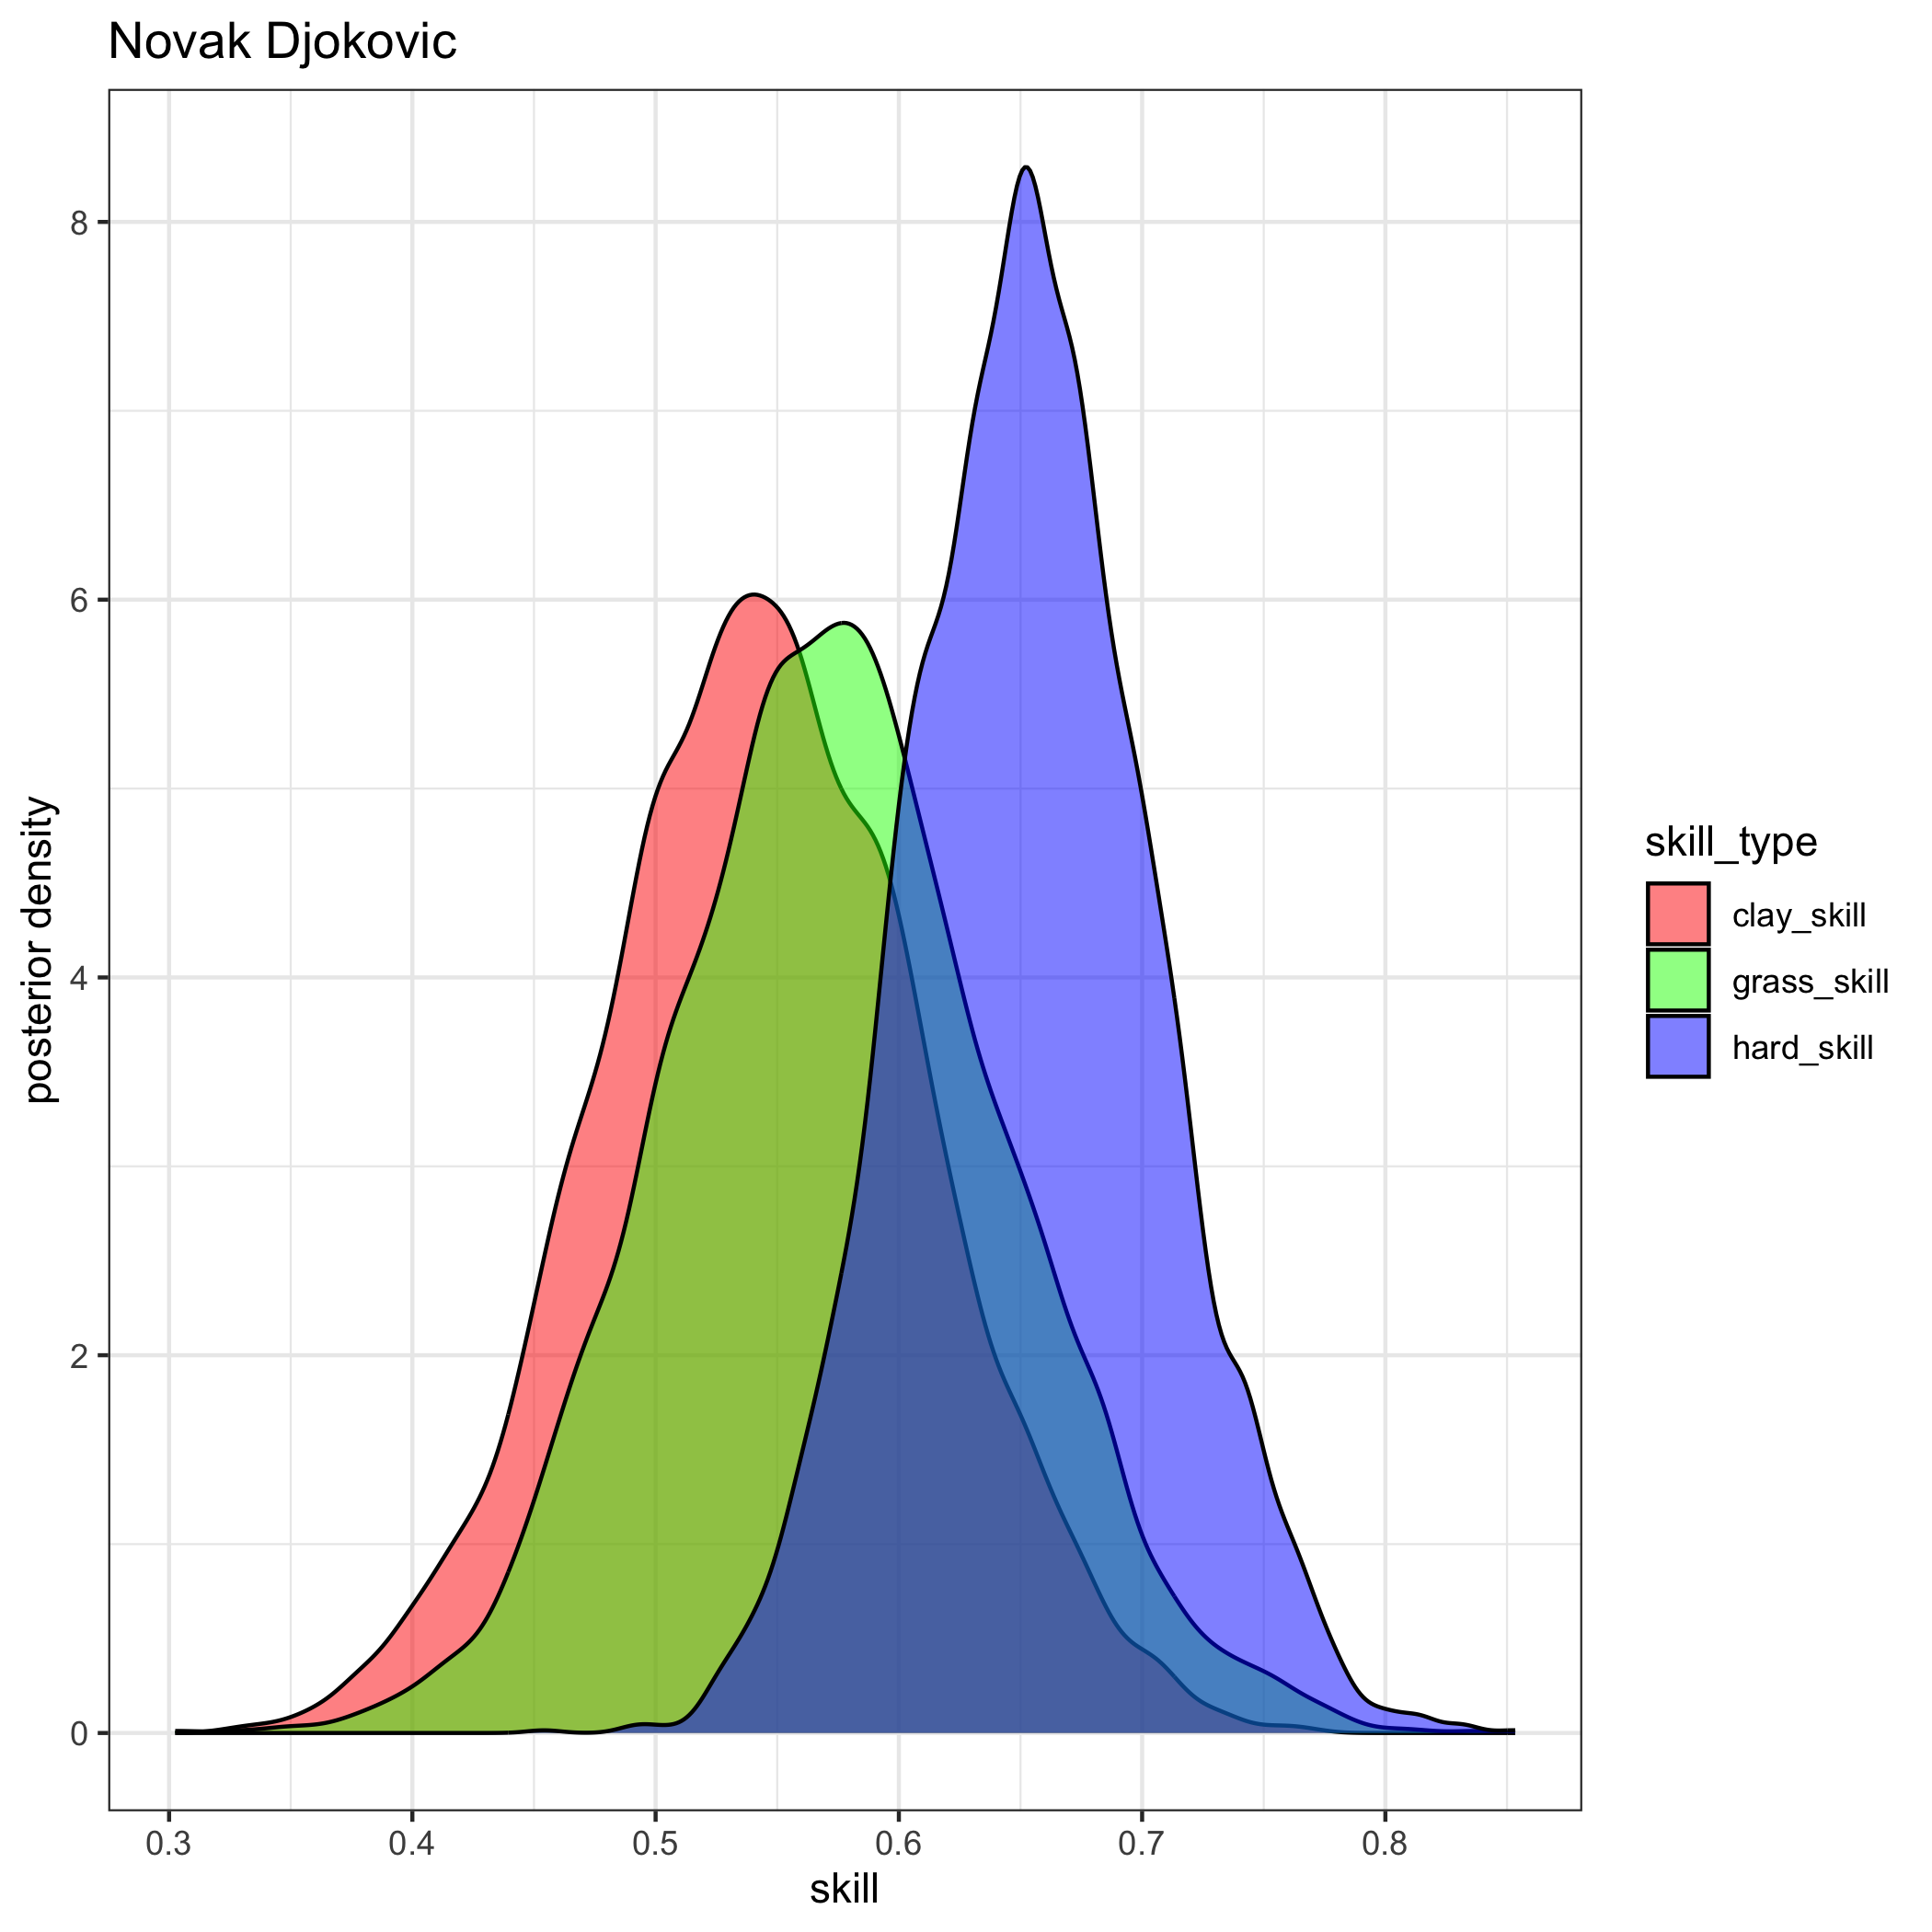 Novak Djokovic
8
6
4
2
0
posterior density
0.3 0.4 0.5 0.6 0.7 0.8
skill
skill_type
clay_skill
grass_skill
hard_skill